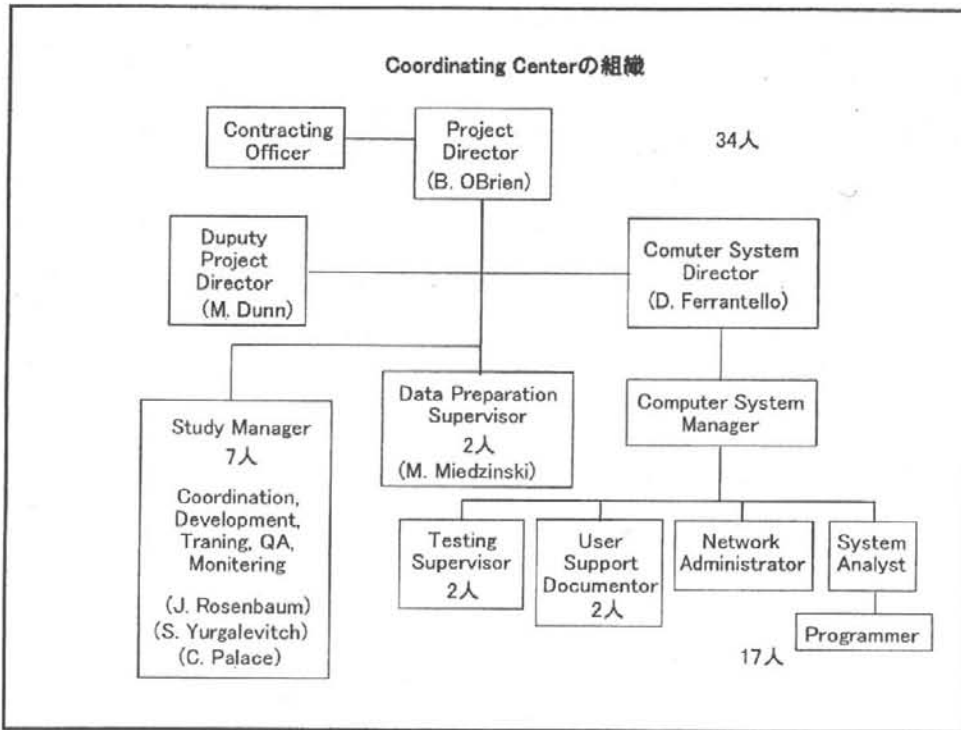 Coordinating Centerの組織
Contracting
Officer
Project
Director
(B. OBrien)
34人
Duputy
Project
Director
(M. Dunn)
Comuter System
Director
(D. Ferrantello)
Study Manager
7人
Coordination,
Development,
Traning, QA,
Monitering
(J. Rosenbaum)
(S. Yurgalevitch)
(C. Palace)
Data Preparation
Supervisor
2人
(M. Miedzinski)
Computer System
Manager
Testing
Supervisor
2人
User
Support
Documentor
2人
Network
Administrator
System
Analyst
Programmer
17人